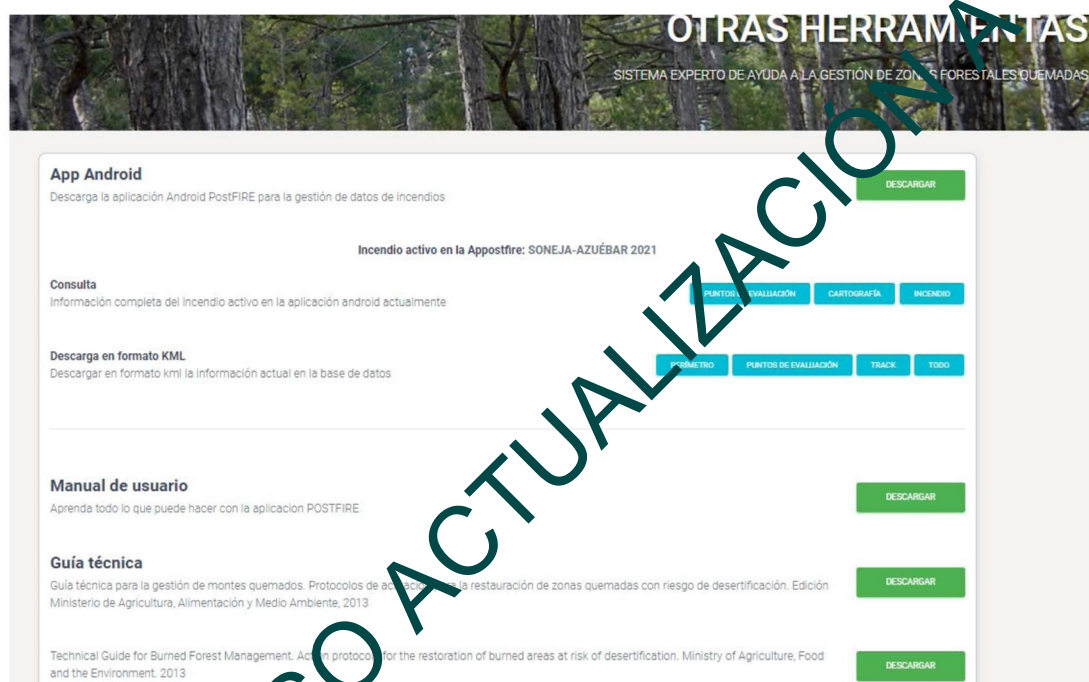 OTRAS HERRAMIENTAS
SISTEMA EXPERTO DE AYUDA A LA GESTIÓN DE ZONAS FORESTALES QUEMADAS
App Android
Descarga la aplicación Android PostFIRE para la gestión de datos de incendios
DESCARGAR
Incendio activo en la Appostfire: SONEJA-AZUÉBAR 2021
Consulta
Información completa del incendio activo en la aplicación android actualmente
PUNTOS DE EVALUACIÓN CARTOGRAFÍA INCENDIO
Descarga en formato KML
Descargar en formato kml la información actual en la base de datos
PERÍMETRO PUNTOS DE EVALUACIÓN TRACK TODO
Manual de usuario
Aprenda todo lo que puede hacer con la aplicacion POSTFIRE
DESCARGAR
Guía técnica
Guía técnica para la gestión de montes quemados. Protocolos de actuación para la restauración de zonas quemadas con riesgo de desertificación. Edición
Ministerio de Agricultura, Alimentación y Medio Ambiente, 2013
DESCARGAR
Technical Guide for Burned Forest Management. Action protocols for the restoration of burned areas at risk of desertification. Ministry of Agriculture, Food
and the Environment. 2013
DESCARGAR
ACTUALIZACIÓN